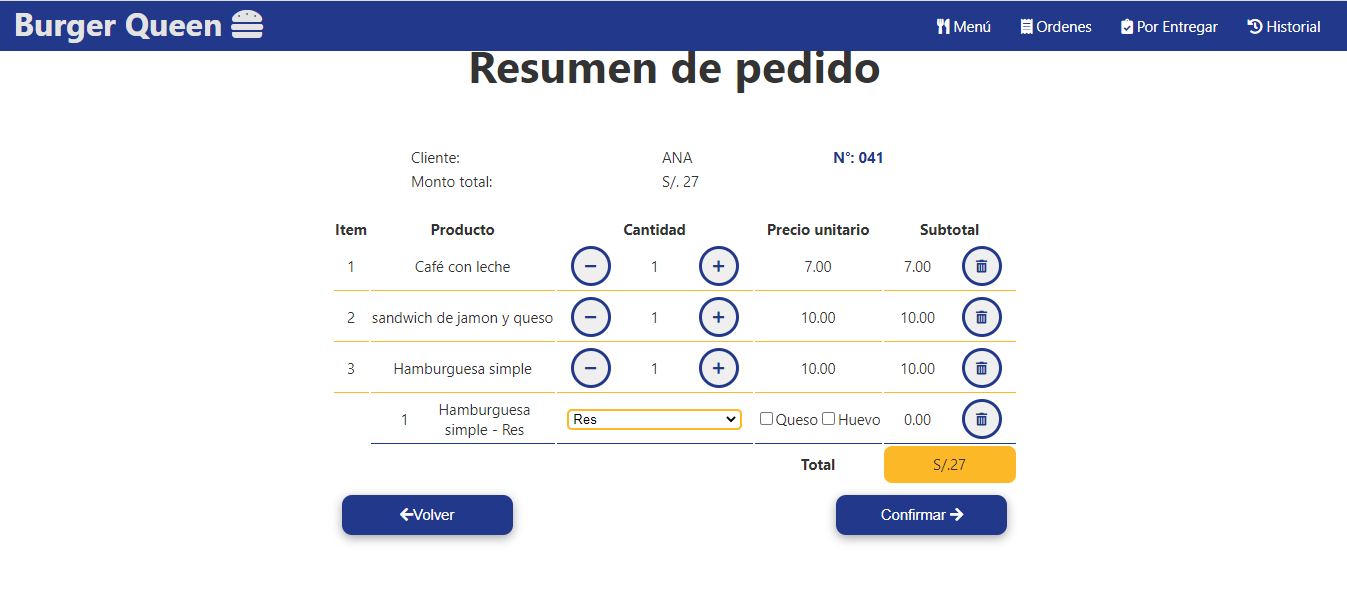 Burger Queen
Menú Ordenes Por Entregar Historial
Resumen de pedido
Cliente: ANA N°: 041
Monto total: S/. 27
Item Producto Cantidad Precio unitario Subtotal
1 Café con leche − 1 + 7.00 7.00
2 sandwich de jamon y queso − 1 + 10.00 10.00
3 Hamburguesa simple − 1 + 10.00 10.00
1 Hamburguesa simple - Res Res Queso Huevo 0.00
Total S/.27
Volver Confirmar